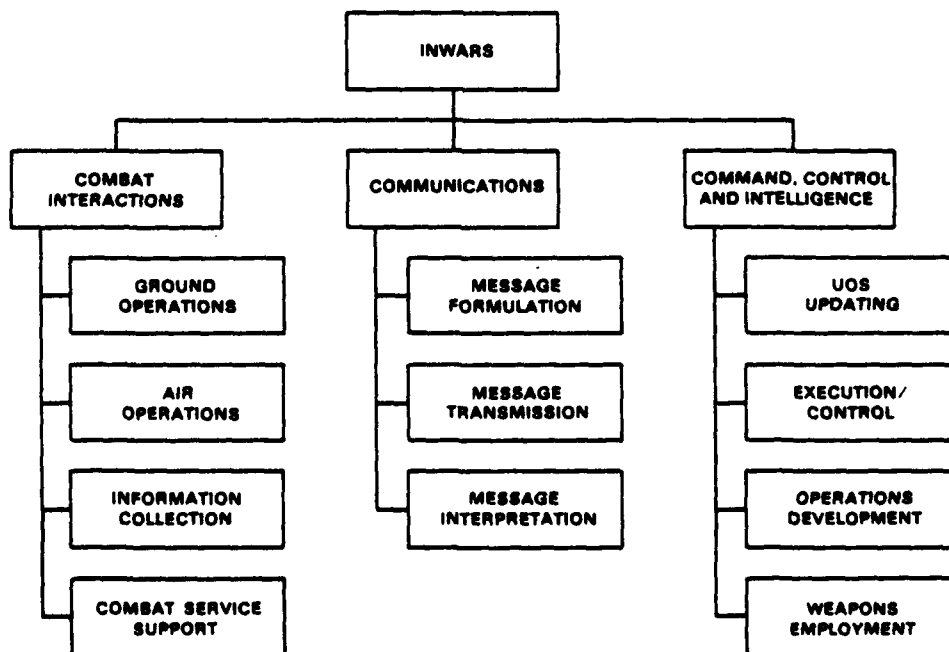 INWARS
COMBAT
INTERACTIONS
COMMUNICATIONS
COMMAND, CONTROL
AND INTELLIGENCE
GROUND
OPERATIONS
AIR
OPERATIONS
INFORMATION
COLLECTION
COMBAT SERVICE
SUPPORT
MESSAGE
FORMULATION
MESSAGE
TRANSMISSION
MESSAGE
INTERPRETATION
UOS
UPDATING
EXECUTION/
CONTROL
OPERATIONS
DEVELOPMENT
WEAPONS
EMPLOYMENT